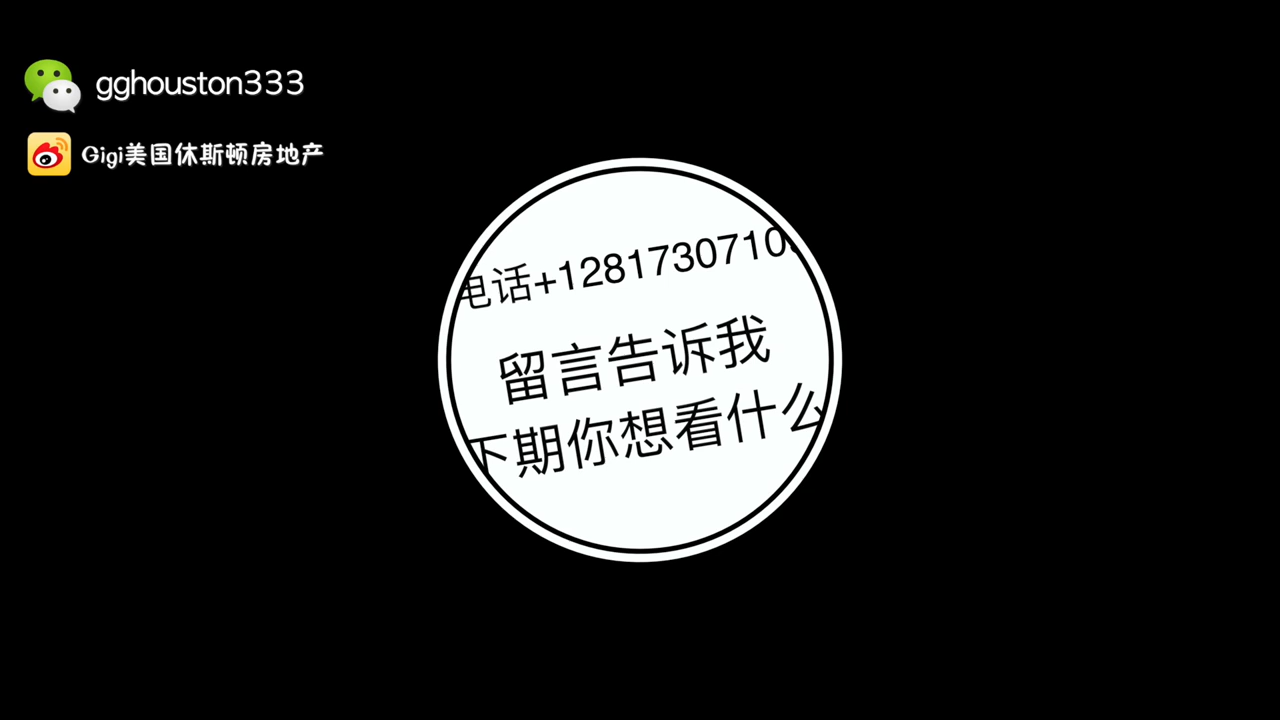 gghouston333
Gigi美国休斯顿房地产
电话+1281730710
留言告诉我
下期你想看什么